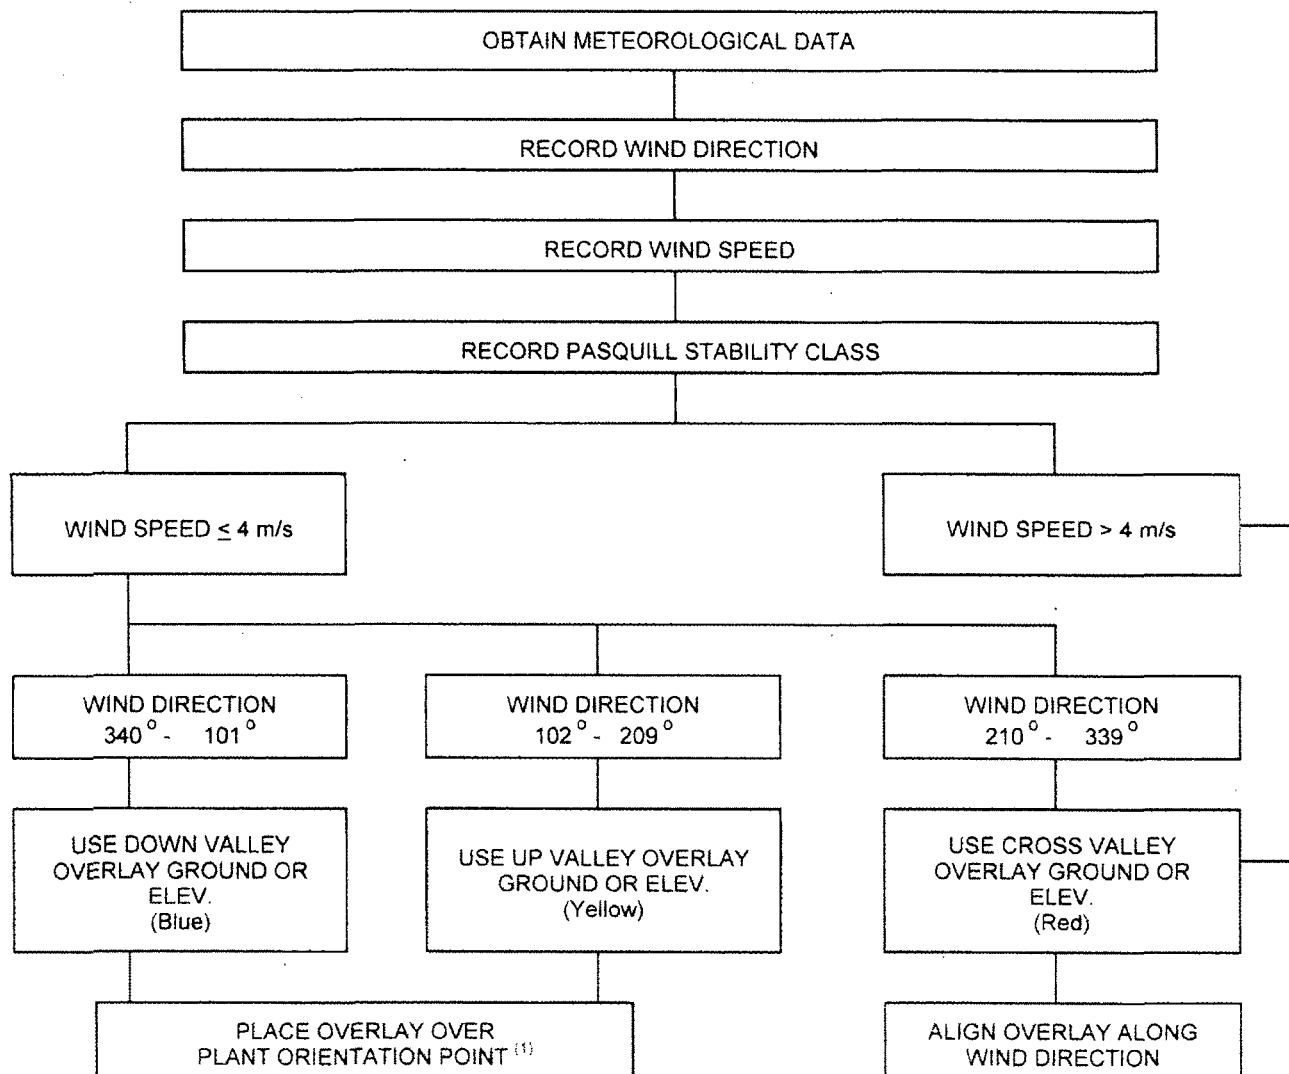 OBTAIN METEOROLOGICAL DATA
RECORD WIND DIRECTION
RECORD WIND SPEED
RECORD PASQUILL STABILITY CLASS
WIND SPEED ≤ 4 m/s
WIND SPEED > 4 m/s
WIND DIRECTION
340° - 101°
WIND DIRECTION
102° - 209°
WIND DIRECTION
210° - 339°
USE DOWN VALLEY
OVERLAY GROUND OR
ELEV.
(Blue)
USE UP VALLEY OVERLAY
GROUND OR ELEV.
(Yellow)
USE CROSS VALLEY
OVERLAY GROUND OR
ELEV.
(Red)
PLACE OVERLAY OVER
PLANT ORIENTATION POINT (1)
ALIGN OVERLAY ALONG
WIND DIRECTION